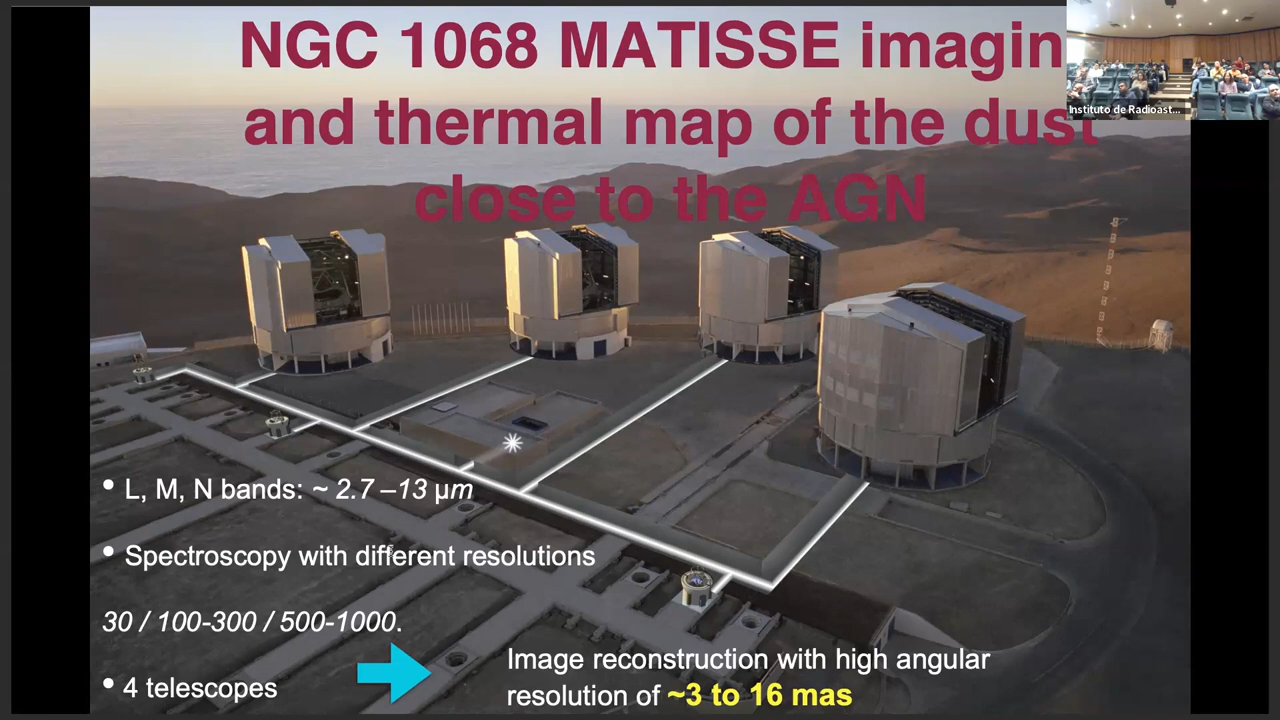 NGC 1068 MATISSE imagin
and thermal map of the dust
close to the AGN
Instituto de Radioast...
• L, M, N bands: ~ 2.7 –13 μm
• Spectroscopy with different resolutions
30 / 100-300 / 500-1000.
• 4 telescopes
Image reconstruction with high angular
resolution of ~3 to 16 mas